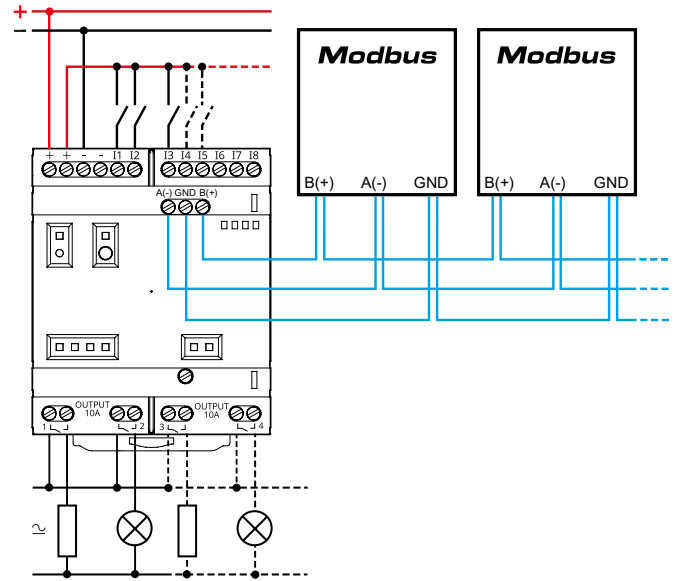 +
−
Modbus Modbus
+ + - - I1 I2 I3 I4 I5 I6 I7 I8
B(+) A(-) GND B(+) A(-) GND
A(-) GND B(+)
OUTPUT OUTPUT
10A 10A
1 2 3 4